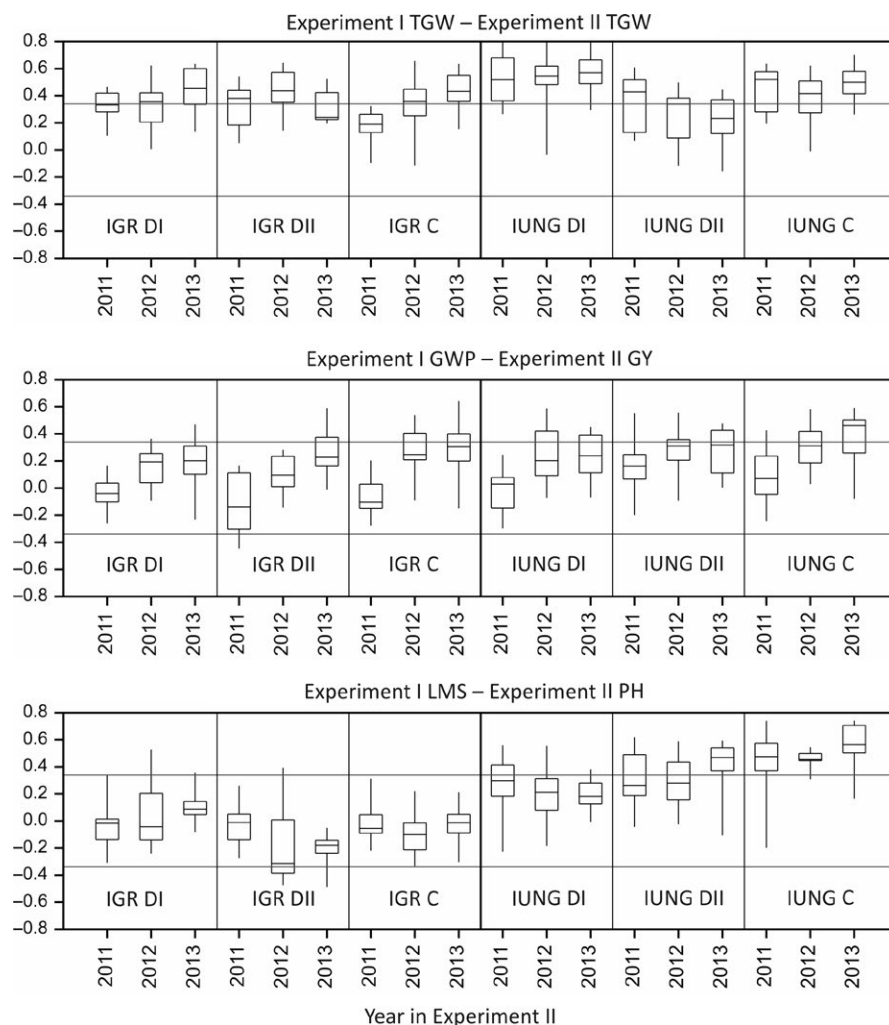 Experiment I TGW – Experiment II TGW
0.8
0.6
0.4
0.2
0.0
−0.2
−0.4
−0.6
−0.8
IGR DI IGR DII IGR C IUNG DI IUNG DII IUNG C
2011 2012 2013 2011 2012 2013 2011 2012 2013 2011 2012 2013 2011 2012 2013 2011 2012 2013
Experiment I GWP – Experiment II GY
0.8
0.6
0.4
0.2
0.0
−0.2
−0.4
−0.6
−0.8
IGR DI IGR DII IGR C IUNG DI IUNG DII IUNG C
2011 2012 2013 2011 2012 2013 2011 2012 2013 2011 2012 2013 2011 2012 2013 2011 2012 2013
Experiment I LMS – Experiment II PH
0.8
0.6
0.4
0.2
0.0
−0.2
−0.4
−0.6
−0.8
IGR DI IGR DII IGR C IUNG DI IUNG DII IUNG C
2011 2012 2013 2011 2012 2013 2011 2012 2013 2011 2012 2013 2011 2012 2013 2011 2012 2013
Year in Experiment II